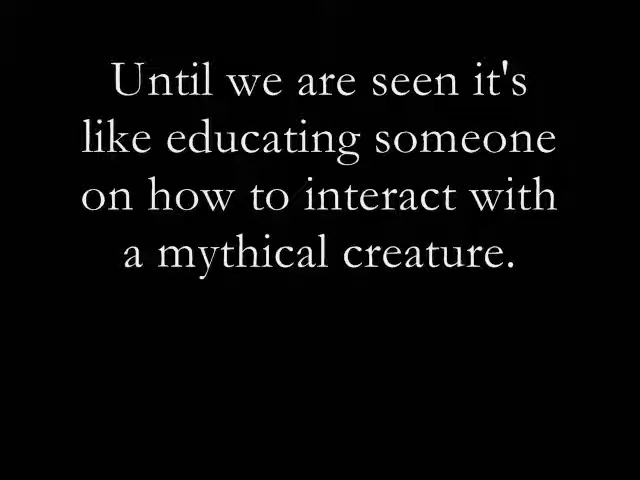 Until we are seen it's
like educating someone
on how to interact with
a mythical creature.